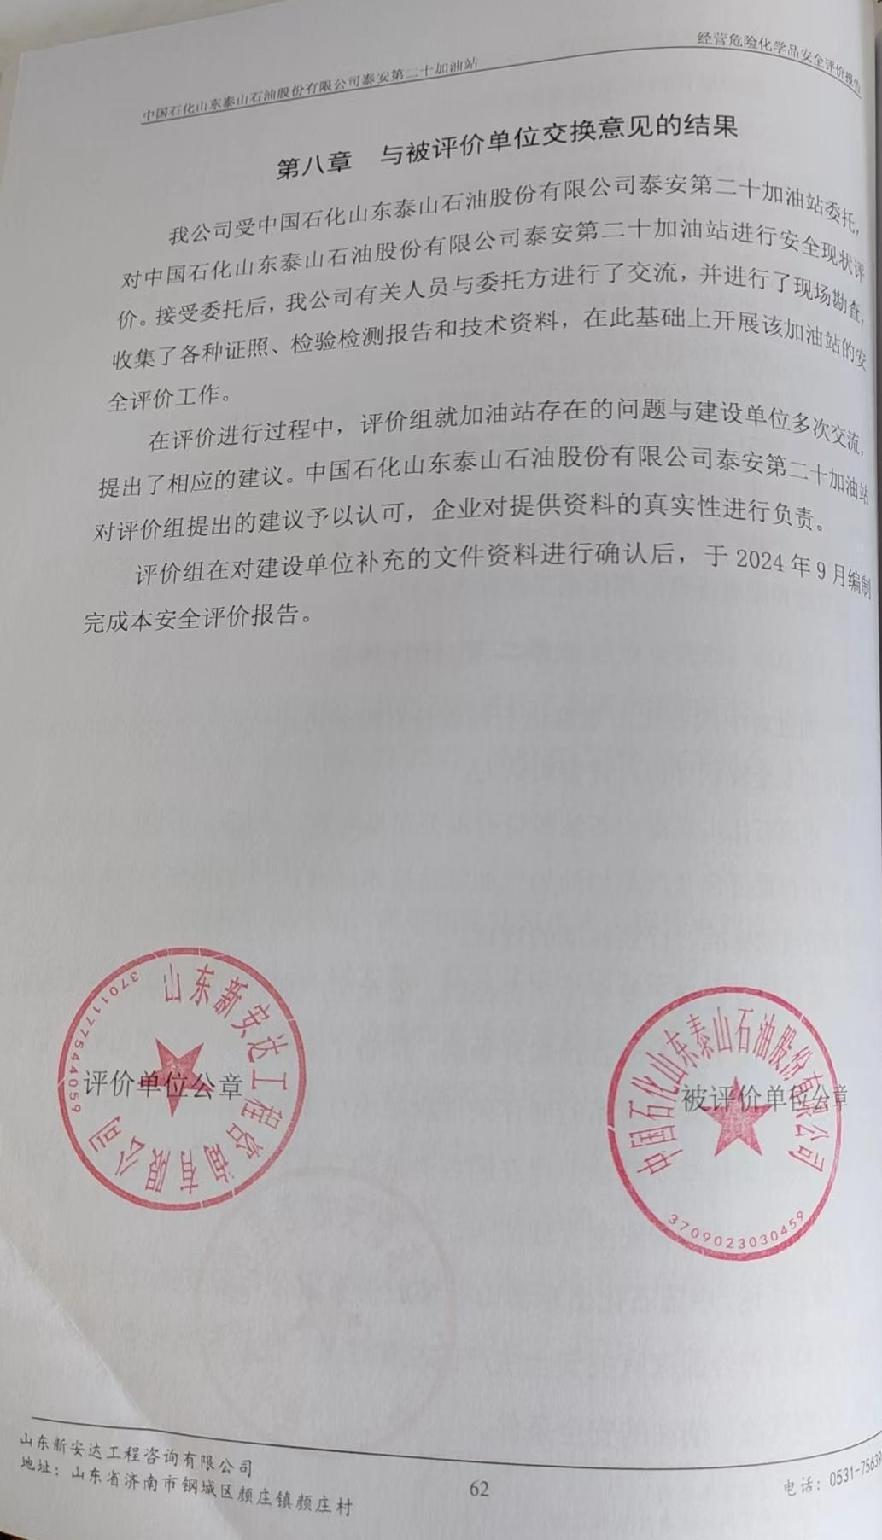 中国石化山东泰山石油股份有限公司泰安第二十加油站
经营危险化学品安全评价报告
第八章 与被评价单位交换意见的结果
我公司受中国石化山东泰山石油股份有限公司泰安第二十加油站委托,
对中国石化山东泰山石油股份有限公司泰安第二十加油站进行安全现状评
价。接受委托后,我公司有关人员与委托方进行了交流,并进行了现场勘查,
收集了各种证照、检验检测报告和技术资料,在此基础上开展该加油站的安
全评价工作。
在评价进行过程中,评价组就加油站存在的问题与建设单位多次交流,
提出了相应的建议。中国石化山东泰山石油股份有限公司泰安第二十加油站
对评价组提出的建议予以认可,企业对提供资料的真实性进行负责。
评价组在对建设单位补充的文件资料进行确认后,于 2024 年 9 月编制
完成本安全评价报告。
山东新安达工程咨询有限公司
3701177544059
评价单位公章
中国石化山东泰山石油股份有限公司
被评价单位公章
3709023030459
山东新安达工程咨询有限公司
地址:山东省济南市钢城区颜庄镇颜庄村
62
电话:0531-7563